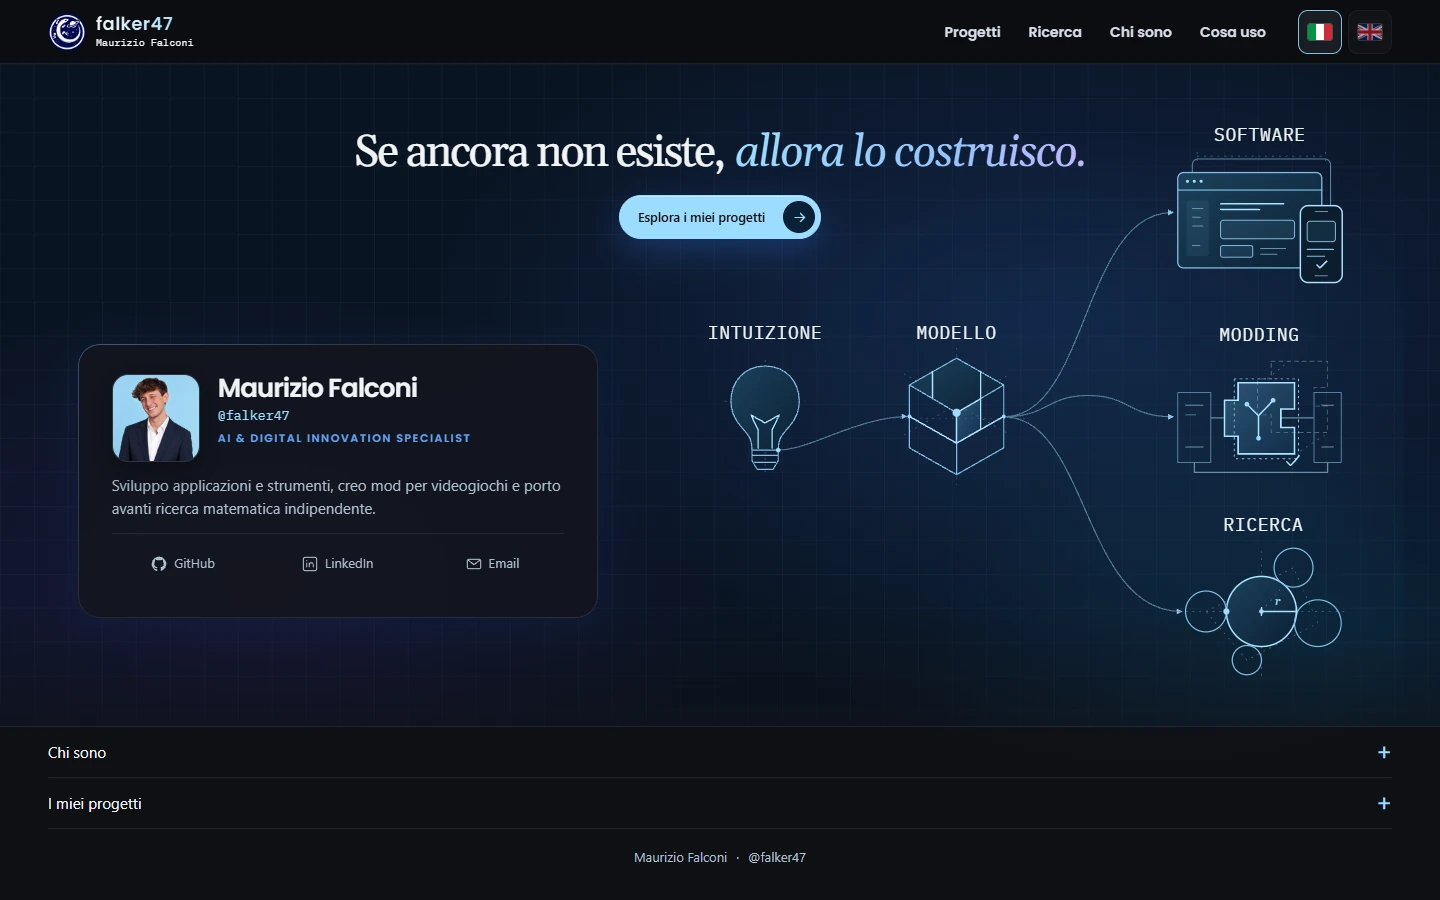 falker47
Maurizio Falconi
Progetti
Ricerca
Chi sono
Cosa uso
Se ancora non esiste, allora lo costruisco.
Esplora i miei progetti
SOFTWARE
INTUIZIONE
MODELLO
MODDING
RICERCA
r
Maurizio Falconi
@falker47
AI & DIGITAL INNOVATION SPECIALIST
Sviluppo applicazioni e strumenti, creo mod per videogiochi e porto
avanti ricerca matematica indipendente.
GitHub
LinkedIn
Email
Chi sono
I miei progetti
Maurizio Falconi · @falker47